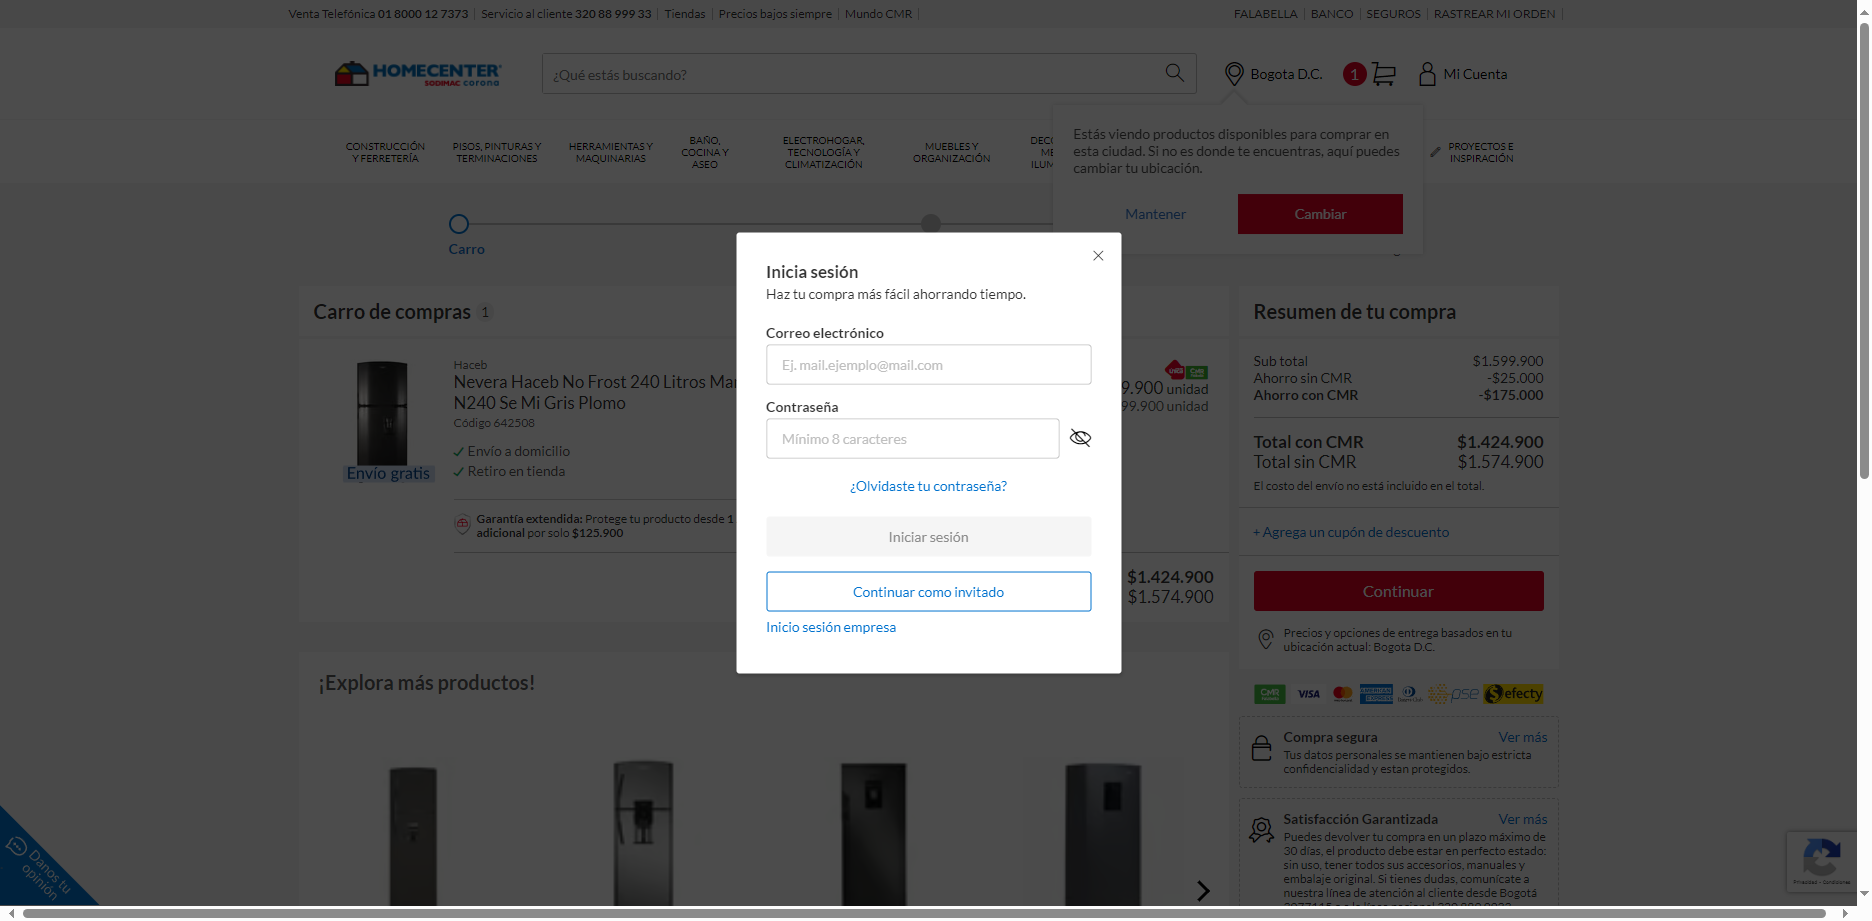 Venta Telefónica 01 8000 12 7373
Servicio al cliente 320 88 999 33
Tiendas
Precios bajos siempre
Mundo CMR
FALABELLA
BANCO
SEGUROS
RASTREAR MI ORDEN
HOMECENTER
SODIMAC corona
¿Qué estás buscando?
Bogota D.C.
1
Mi Cuenta
CONSTRUCCIÓN
Y FERRETERÍA
PISOS, PINTURAS Y
TERMINACIONES
HERRAMIENTAS Y
MAQUINARIAS
BAÑO,
COCINA Y
ASEO
ELECTROHOGAR,
TECNOLOGÍA Y
CLIMATIZACIÓN
MUEBLES Y
ORGANIZACIÓN
PROYECTOS E
INSPIRACIÓN
Estás viendo productos disponibles para comprar en
esta ciudad. Si no es donde te encuentras, aquí puedes
cambiar tu ubicación.
Mantener
Cambiar
Carro
Inicia sesión
Haz tu compra más fácil ahorrando tiempo.
Correo electrónico
Ej. mail.ejemplo@mail.com
Contraseña
Mínimo 8 caracteres
¿Olvidaste tu contraseña?
Iniciar sesión
Continuar como invitado
Inicio sesión empresa
Carro de compras 1
Haceb
Nevera Haceb No Frost 240 Litros Mar
N240 Se Mi Gris Plomo
Código 642508
Envío a domicilio
Retiro en tienda
Envío gratis
Garantía extendida: Protege tu producto desde 1
adicional por solo $125.900
9.900 unidad
99.900 unidad
$1.424.900
$1.574.900
Resumen de tu compra
Sub total $1.599.900
Ahorro sin CMR -$25.000
Ahorro con CMR -$175.000
Total con CMR $1.424.900
Total sin CMR $1.574.900
El costo del envío no está incluido en el total.
+ Agrega un cupón de descuento
Continuar
Precios y opciones de entrega basados en tu
ubicación actual: Bogota D.C.
CMR VISA AMERICAN EXPRESS pse efecty
Compra segura Ver más
Tus datos personales se mantienen bajo estricta
confidencialidad y estan protegidos.
Satisfacción Garantizada Ver más
Puedes devolver tu compra en un plazo máximo de
30 días, el producto debe estar en perfecto estado:
sin uso, tener todos sus accesorios, manuales y
embalaje original. Si tienes dudas, comunícate a
nuestra línea de atención al cliente desde Bogotá
¡Explora más productos!
Danos tu
opinión
Privacidad - Condiciones